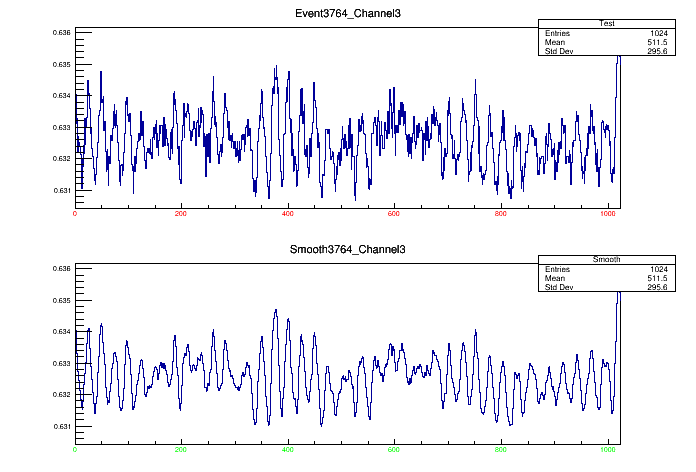 Event3764_Channel3
Test
Entries 1024
Mean 511.5
Std Dev 295.6
0.636
0.635
0.634
0.633
0.632
0.631
0 200 400 600 800 1000
Smooth3764_Channel3
Smooth
Entries 1024
Mean 511.5
Std Dev 295.6
0.636
0.635
0.634
0.633
0.632
0.631
0 200 400 600 800 1000